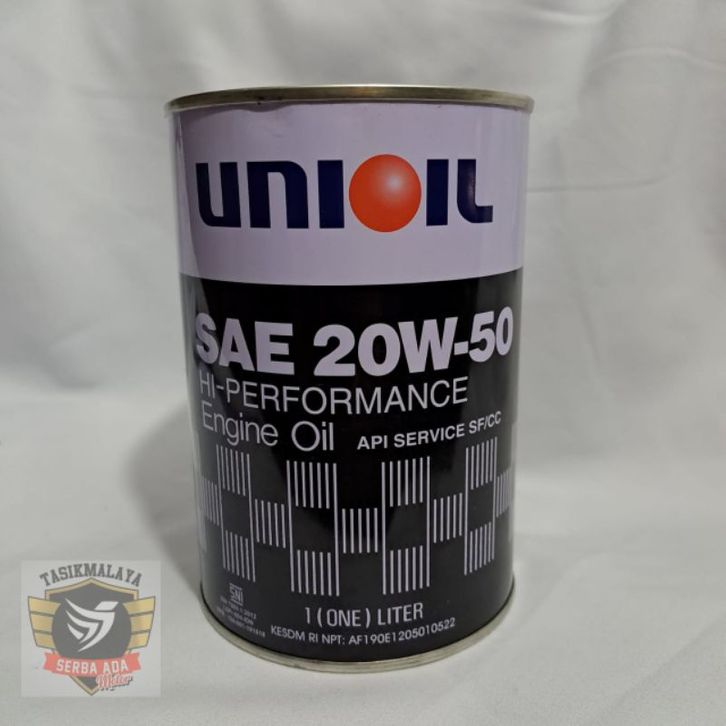 UNIOIL
SAE 20W-50
HI-PERFORMANCE
Engine Oil API SERVICE SF/CC
SNI
1 (ONE) LITER
KESDM RI NPT: AF190E1205010522
TASIKMALAYA
SERBA ADA
Motor